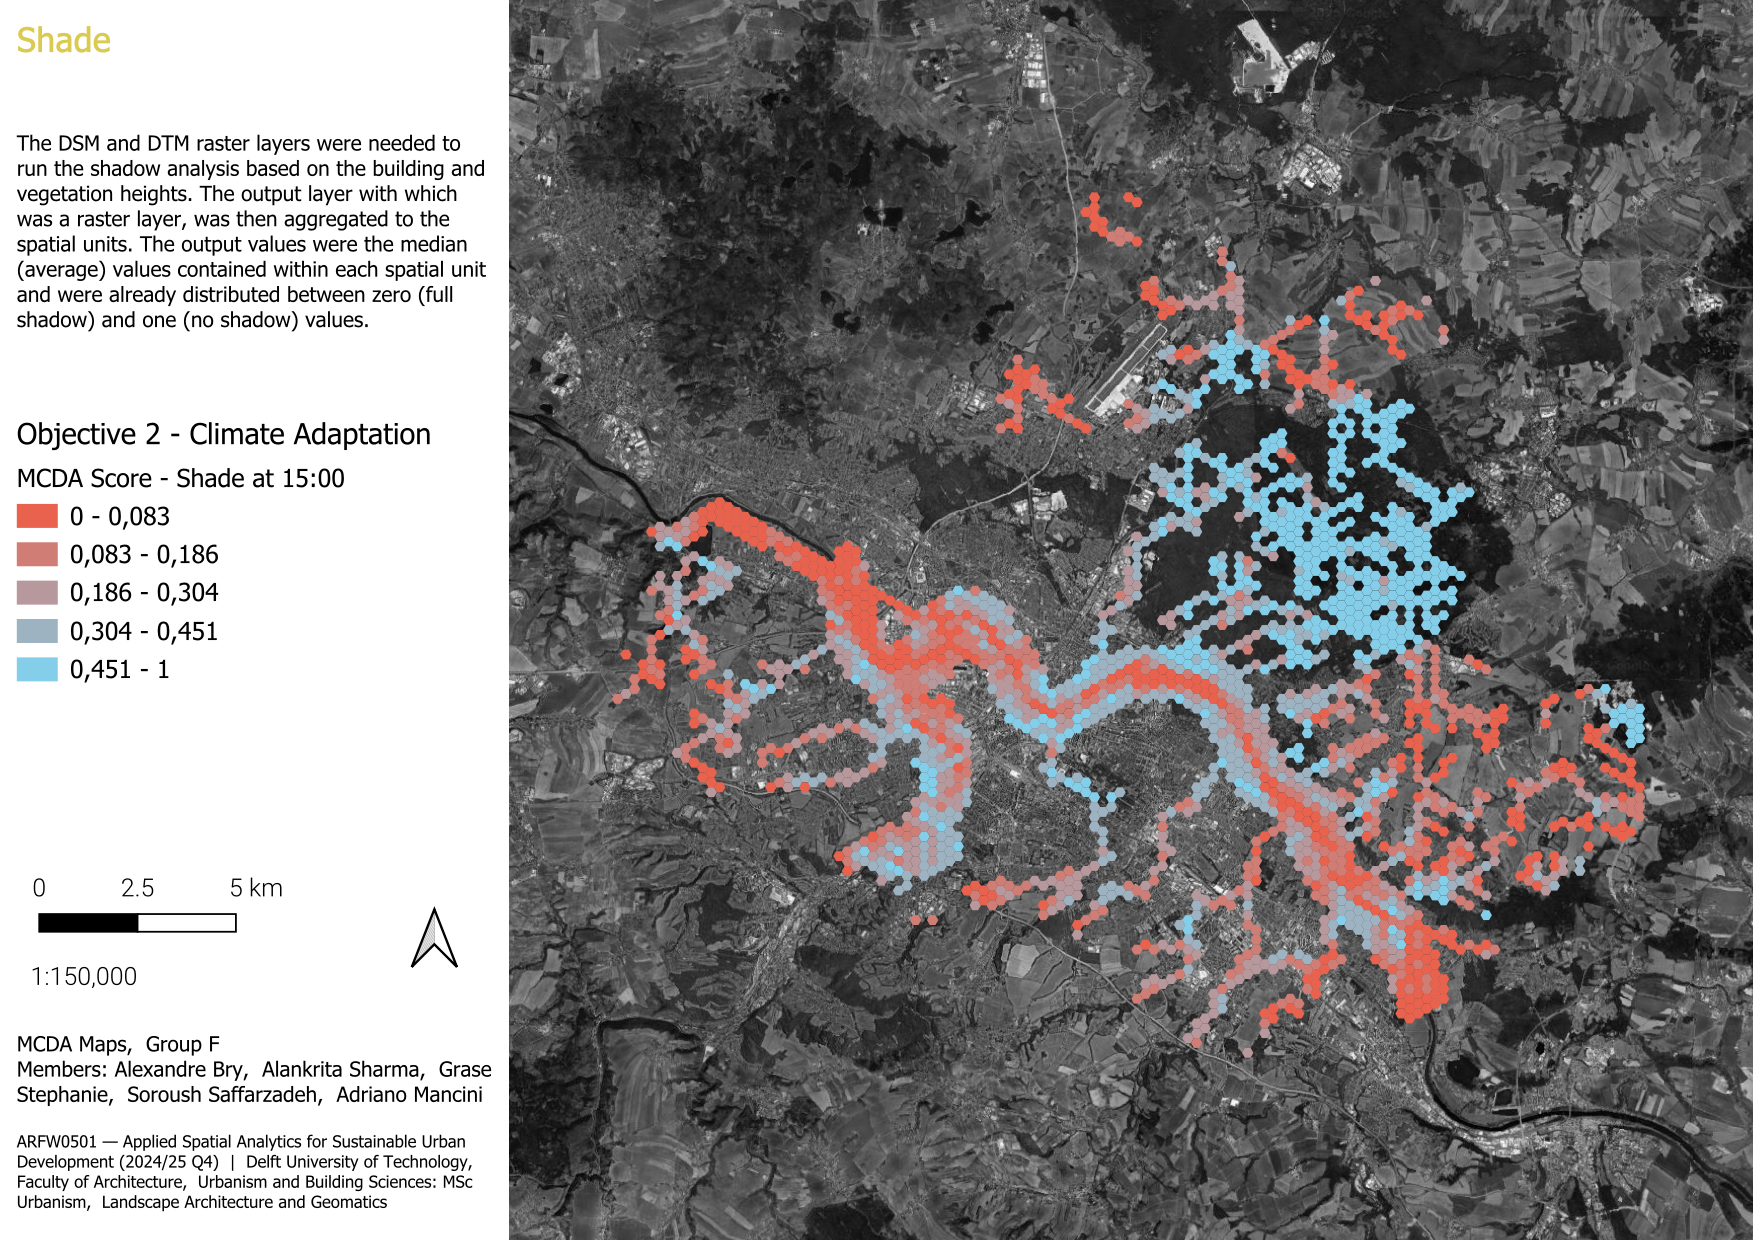 Shade
The DSM and DTM raster layers were needed to
run the shadow analysis based on the building and
vegetation heights. The output layer with which
was a raster layer, was then aggregated to the
spatial units. The output values were the median
(average) values contained within each spatial unit
and were already distributed between zero (full
shadow) and one (no shadow) values.
Objective 2 - Climate Adaptation
MCDA Score - Shade at 15:00
0 - 0,083
0,083 - 0,186
0,186 - 0,304
0,304 - 0,451
0,451 - 1
0 2.5 5 km
1:150,000
MCDA Maps, Group F
Members: Alexandre Bry, Alankrita Sharma, Grase
Stephanie, Soroush Saffarzadeh, Adriano Mancini
ARFW0501 — Applied Spatial Analytics for Sustainable Urban
Development (2024/25 Q4) | Delft University of Technology,
Faculty of Architecture, Urbanism and Building Sciences: MSc
Urbanism, Landscape Architecture and Geomatics